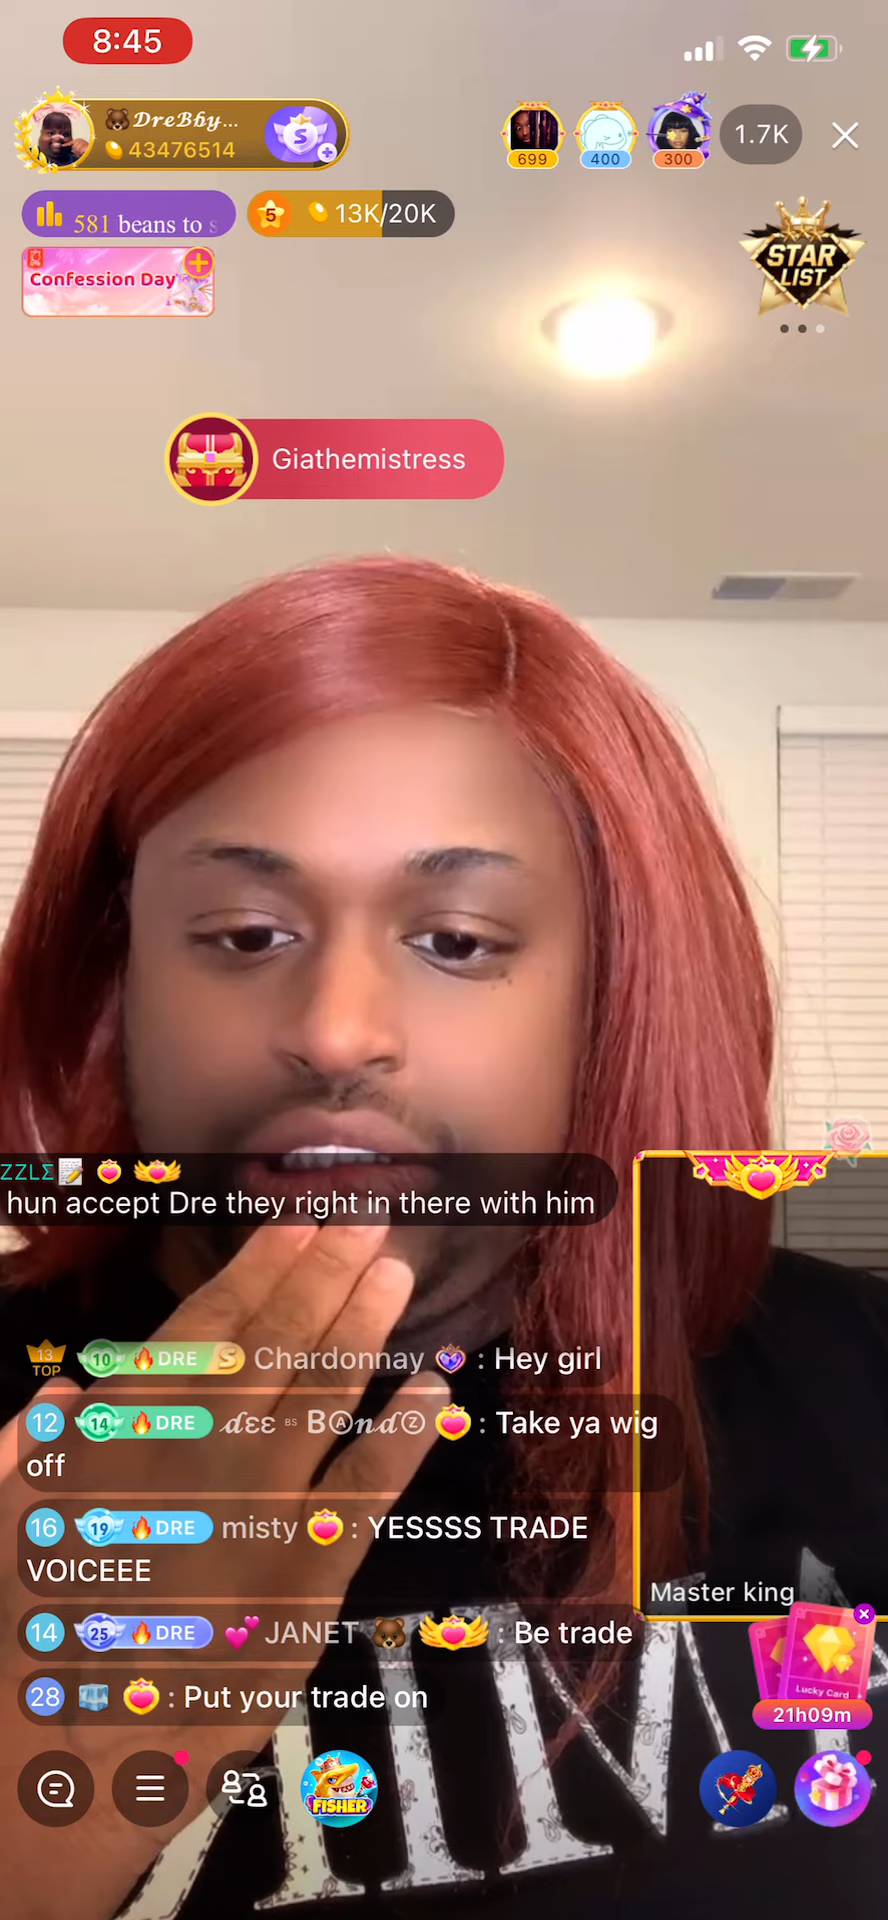 8:45
🐻𝓓𝓻𝓮𝓑𝓫𝔂...
43476514
S
699
400
300
1.7K
581 beans to s
5
13K/20K
STAR
LIST
Confession Day
Giathemistress
ZZLΣ📝
hun accept Dre they right in there with him
13
TOP
10 🔥DRE S Chardonnay : Hey girl
12 14 🔥DRE 𝓭ɛɛ BS BⒶ𝓃𝒹Ⓩ : Take ya wig
off
16 19 🔥DRE misty : YESSSS TRADE
VOICEEE
Master king
14 25 🔥DRE 💕JANET 🐻 : Be trade
28 🧊 : Put your trade on
Lucky Card
21h09m
FISHER